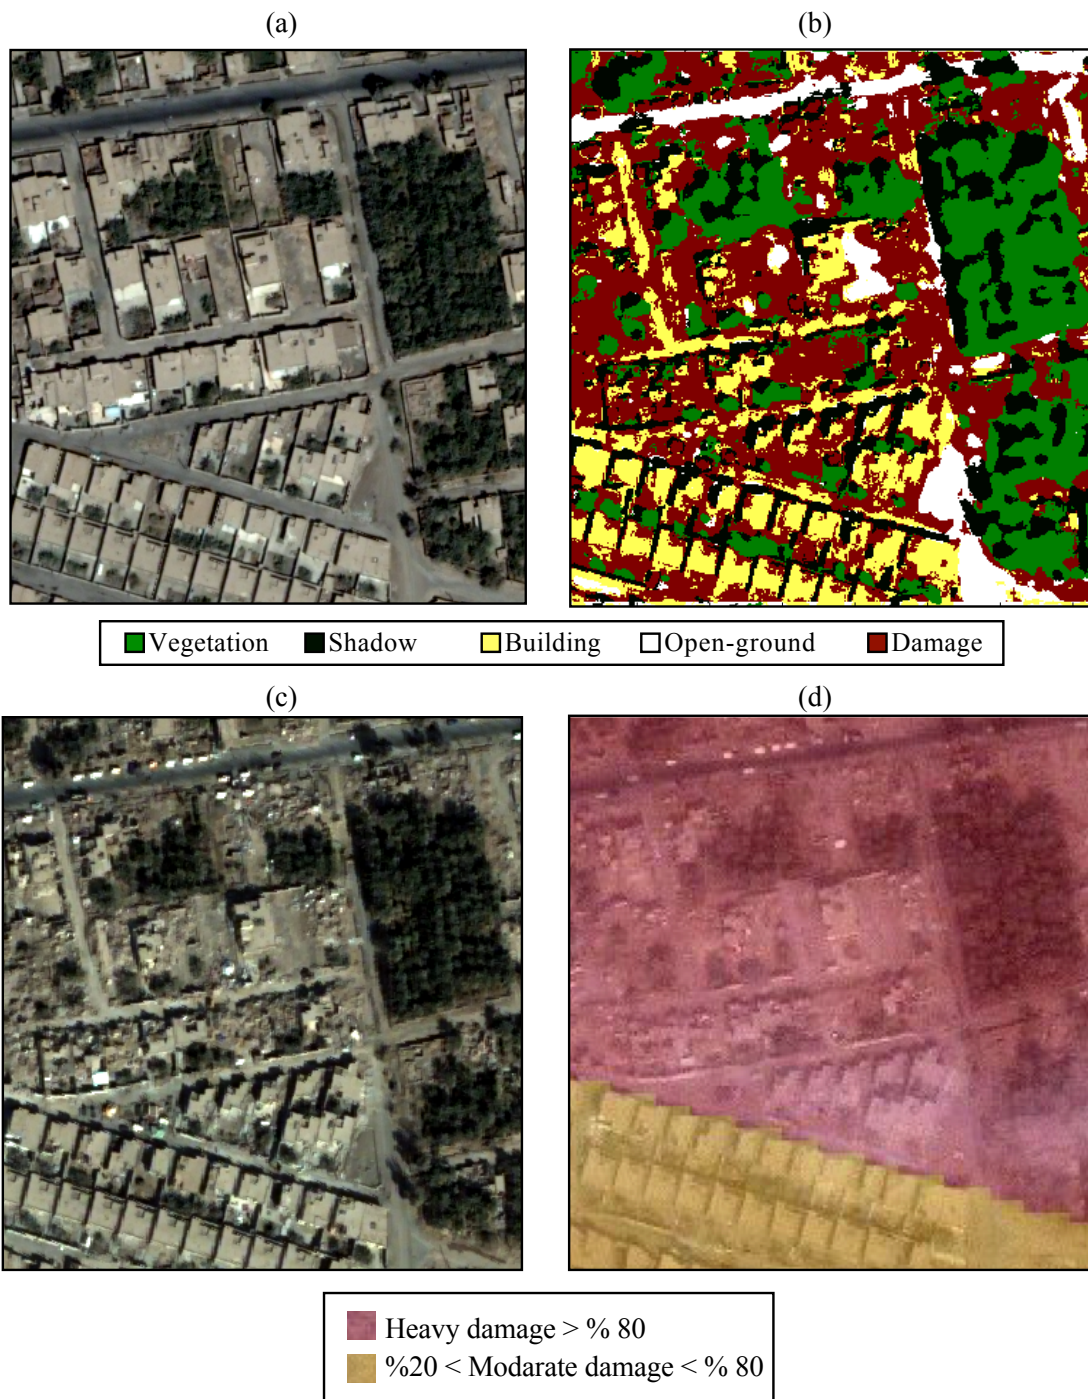 (a)
(b)
Vegetation Shadow Building Open-ground Damage
(c)
(d)
Heavy damage > % 80
%20 < Modarate damage < % 80